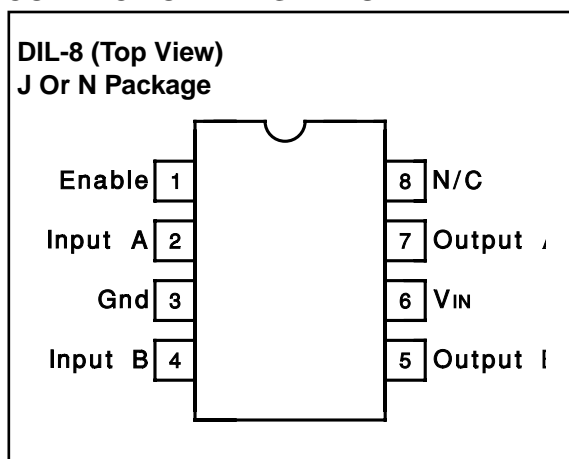 DIL-8 (Top View)
J Or N Package
Enable 1
8 N/C
Input A 2
7 Output
Gnd 3
6 VIN
Input B 4
5 Output